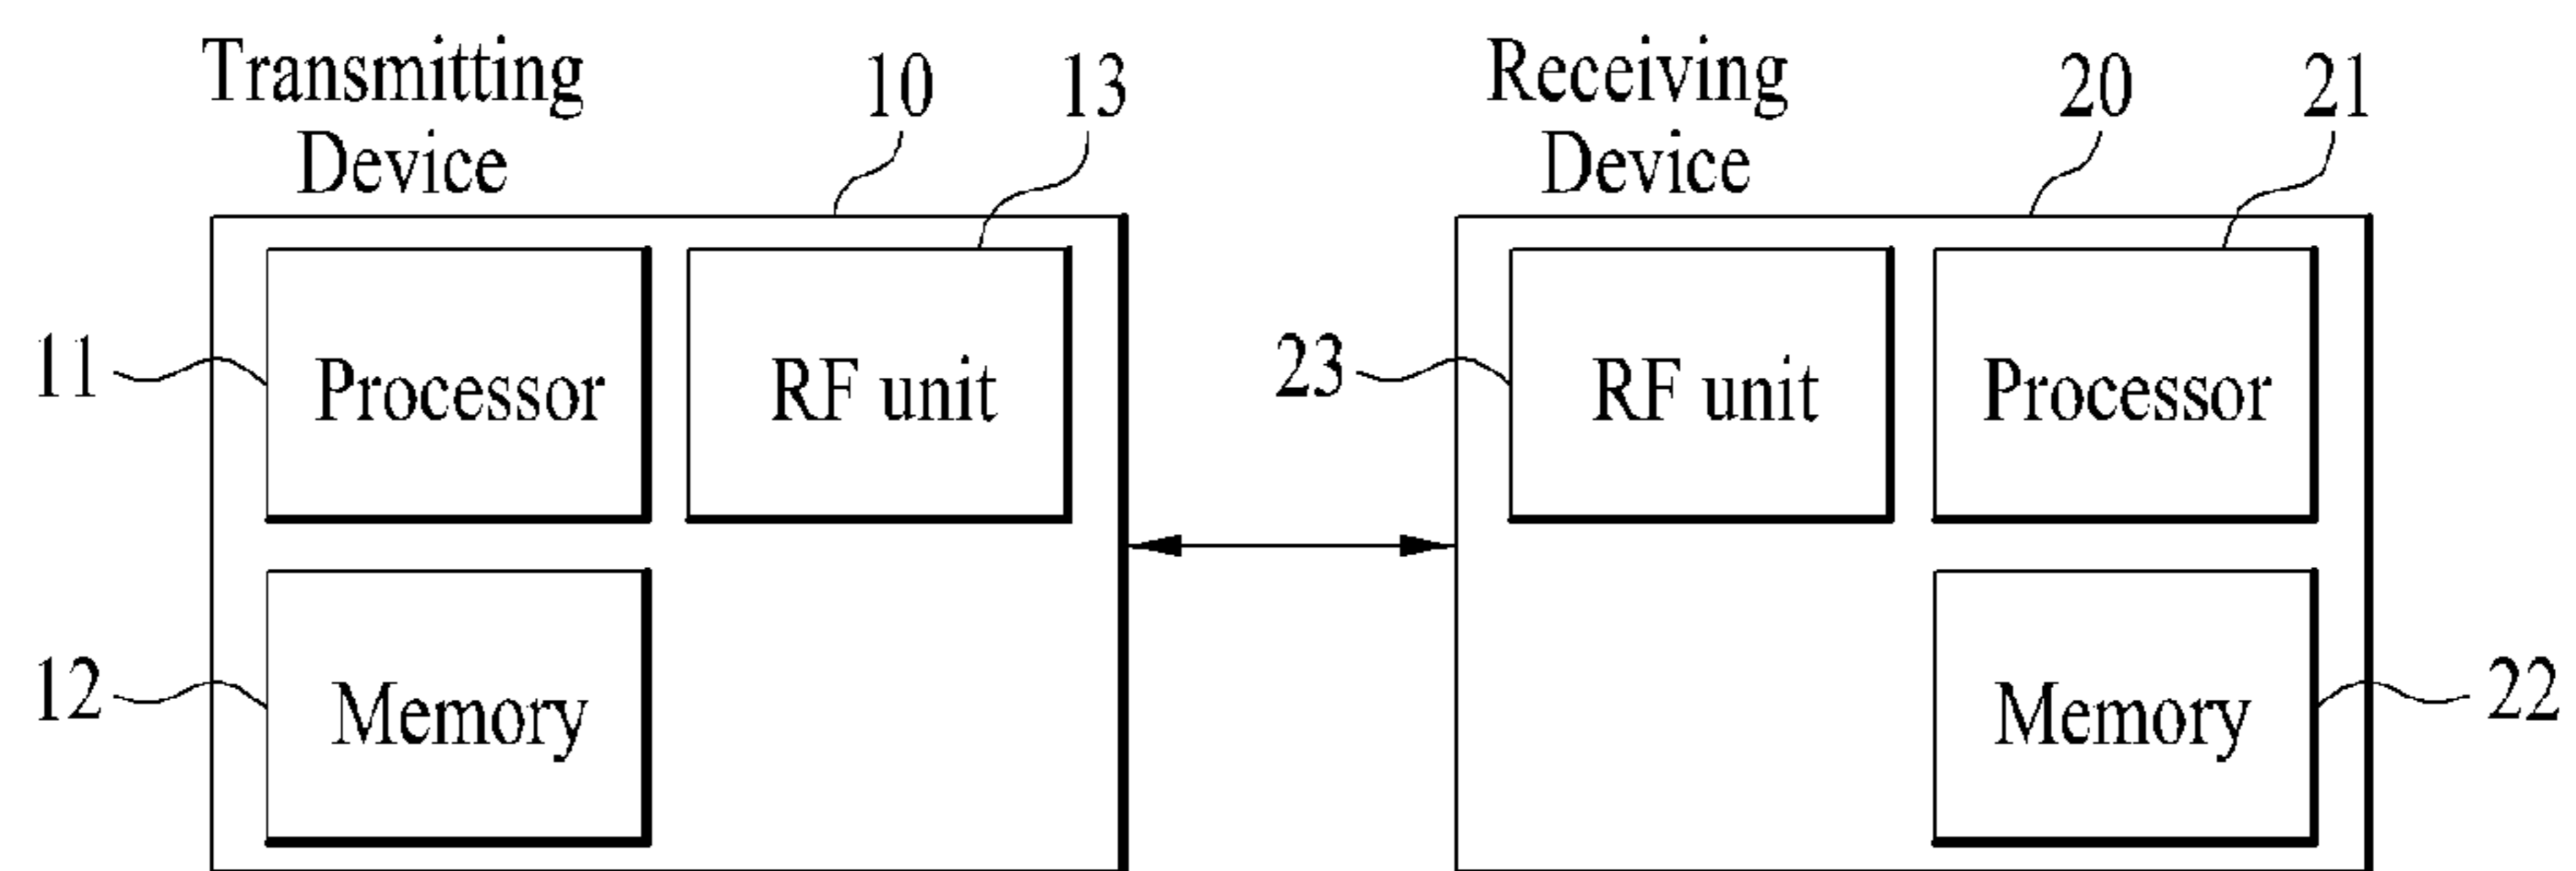 Transmitting
Device
10
13
Receiving
Device
20
21
11
Processor
RF unit
23
RF unit
Processor
12
Memory
Memory
22